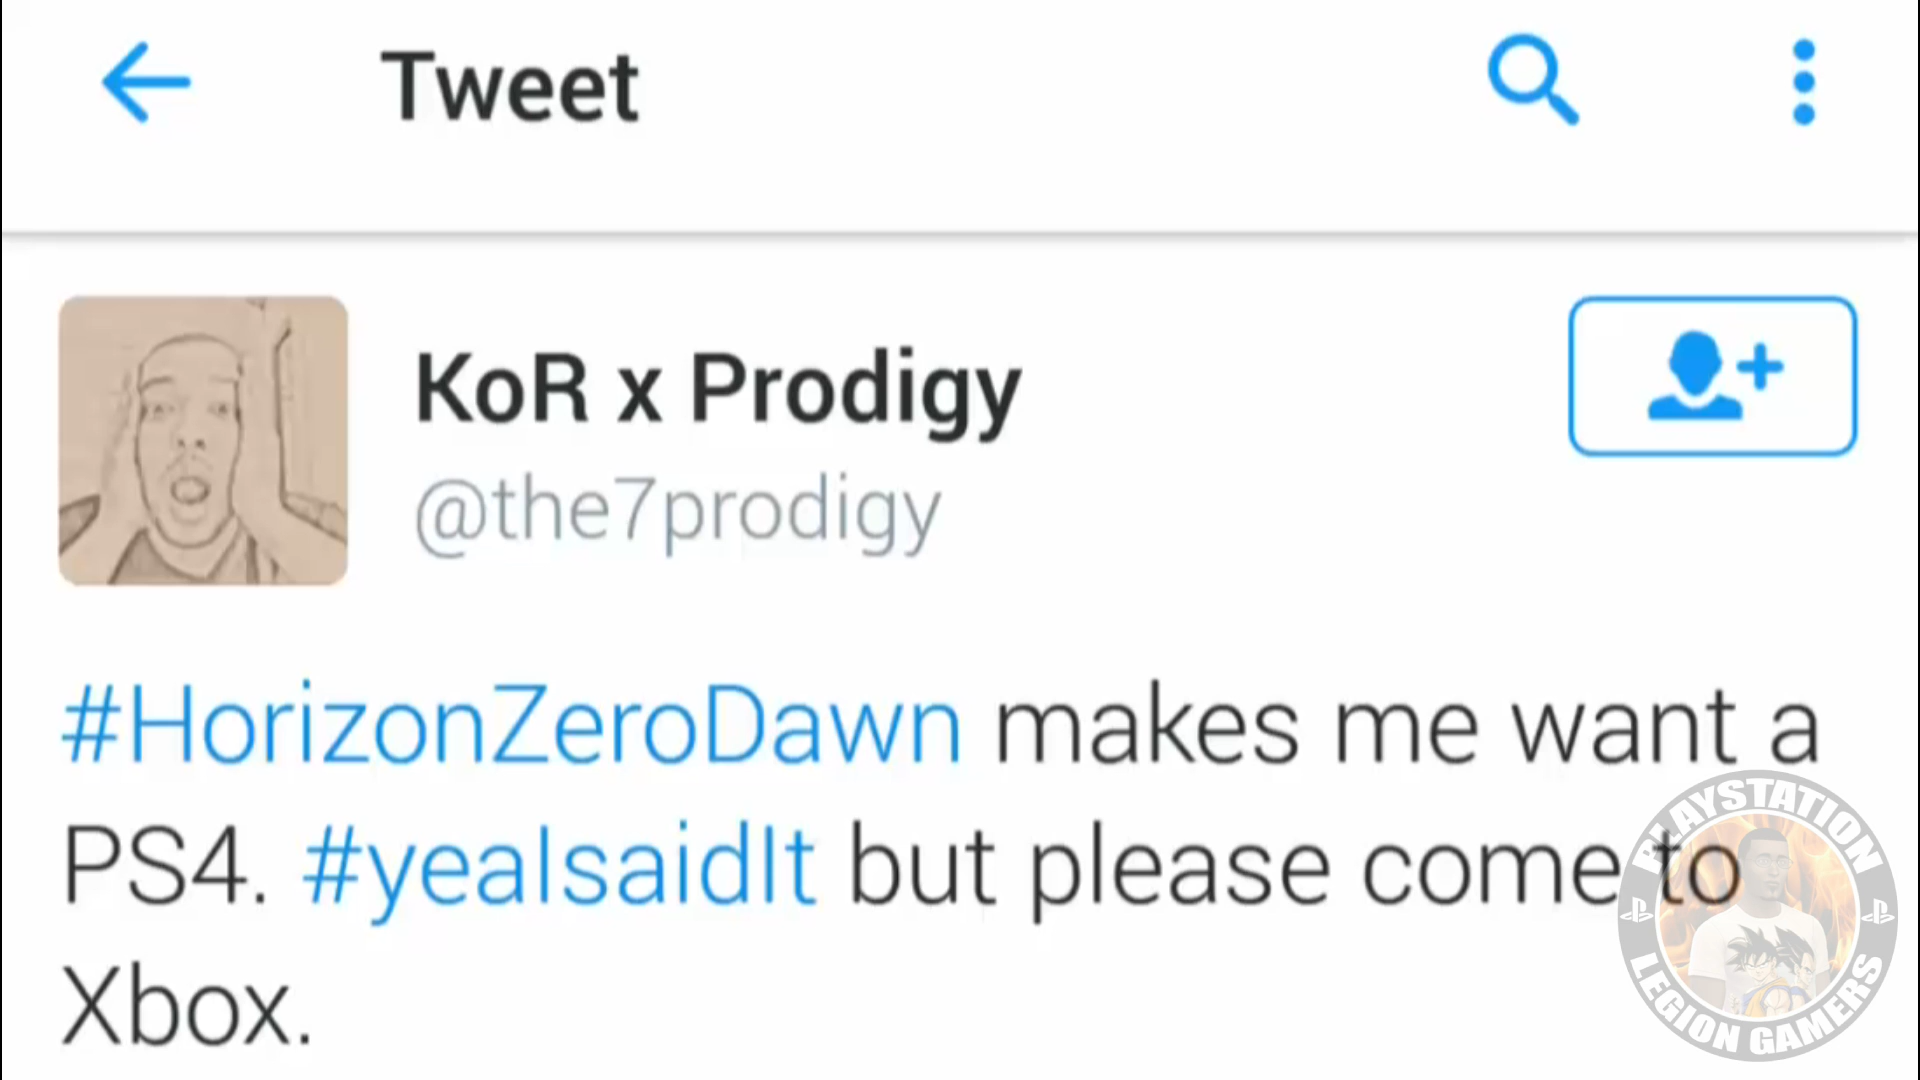 Tweet
KoR x Prodigy
@the7prodigy
#HorizonZeroDawn makes me want a
PS4. #yeaIsaidIt but please come to
Xbox.
PLAYSTATION
LEGION GAMERS